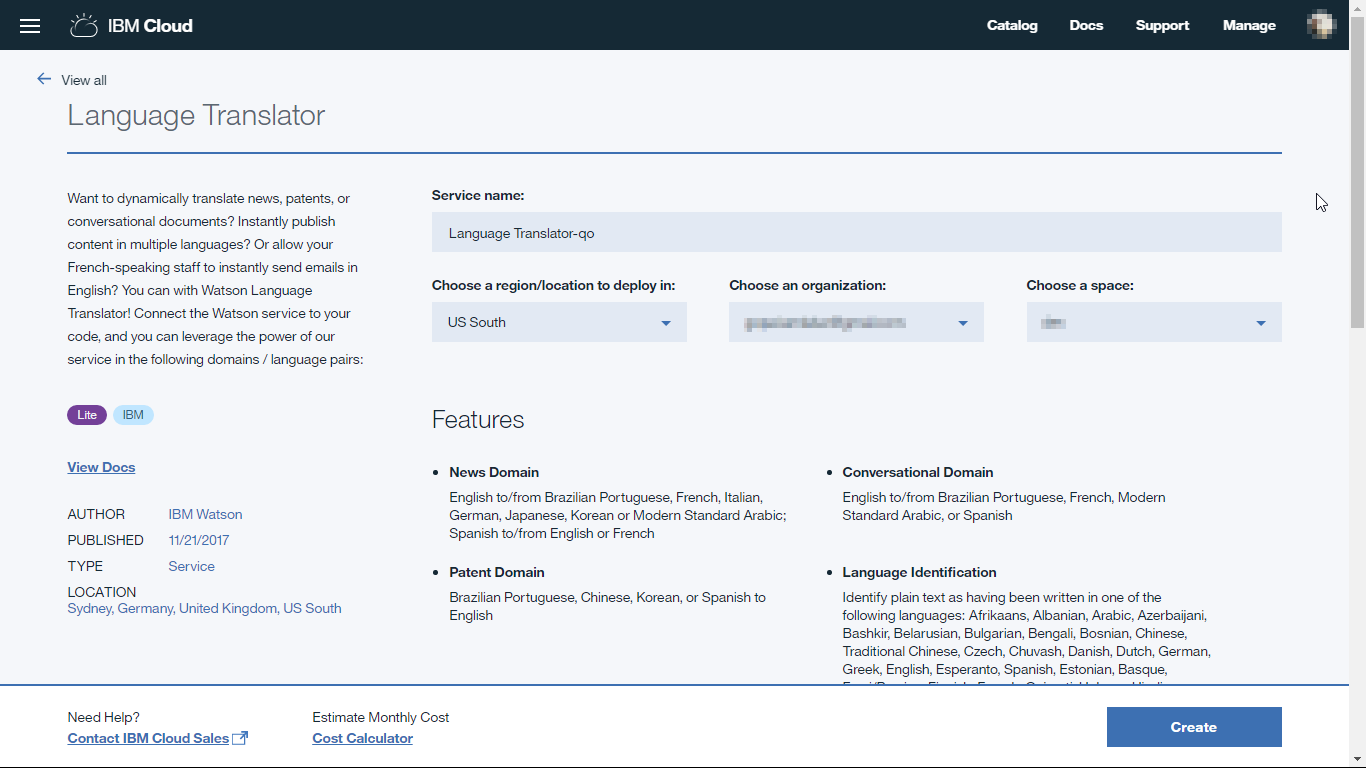 IBM Cloud
Catalog Docs Support Manage
View all
Language Translator
Want to dynamically translate news, patents, or
conversational documents? Instantly publish
content in multiple languages? Or allow your
French-speaking staff to instantly send emails in
English? You can with Watson Language
Translator! Connect the Watson service to your
code, and you can leverage the power of our
service in the following domains / language pairs:
Lite IBM
View Docs
AUTHOR IBM Watson
PUBLISHED 11/21/2017
TYPE Service
LOCATION
Sydney, Germany, United Kingdom, US South
Service name:
Language Translator-qo
Choose a region/location to deploy in: Choose an organization: Choose a space:
US South
Features
• News Domain
English to/from Brazilian Portuguese, French, Italian,
German, Japanese, Korean or Modern Standard Arabic;
Spanish to/from English or French
• Conversational Domain
English to/from Brazilian Portuguese, French, Modern
Standard Arabic, or Spanish
• Patent Domain
Brazilian Portuguese, Chinese, Korean, or Spanish to
English
• Language Identification
Identify plain text as having been written in one of the
following languages: Afrikaans, Albanian, Arabic, Azerbaijani,
Bashkir, Belarusian, Bulgarian, Bengali, Bosnian, Chinese,
Traditional Chinese, Czech, Chuvash, Danish, Dutch, German,
Greek, English, Esperanto, Spanish, Estonian, Basque,
Need Help?
Contact IBM Cloud Sales
Estimate Monthly Cost
Cost Calculator
Create